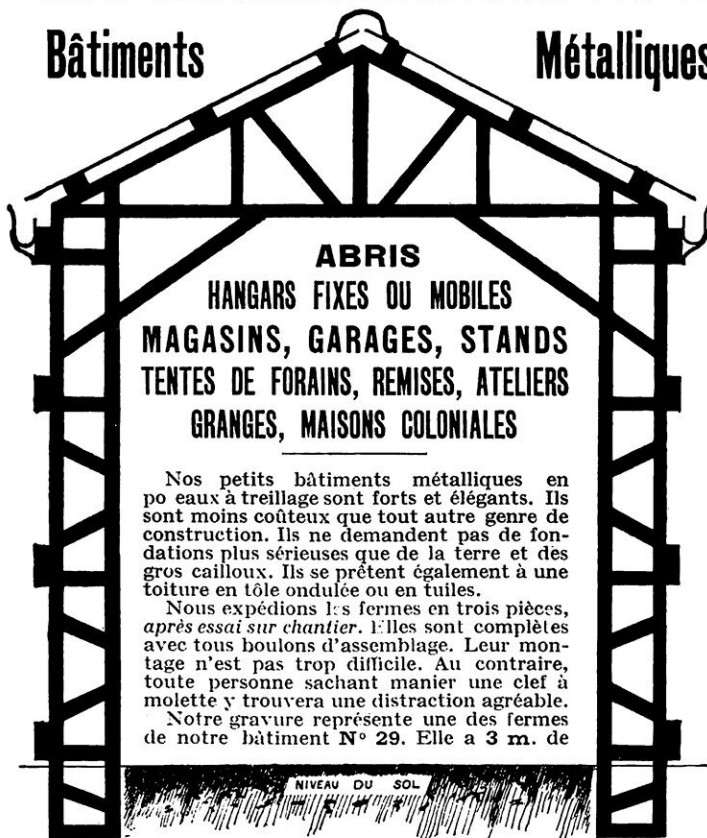 Bâtiments Métalliques
ABRIS
HANGARS FIXES OU MOBILES
MAGASINS, GARAGES, STANDS
TENTES DE FORAINS, REMISES, ATELIERS
GRANGES, MAISONS COLONIALES
Nos petits bâtiments métalliques en
po eaux à treillage sont forts et élégants. Ils
sont moins coûteux que tout autre genre de
construction. Ils ne demandent pas de fon-
dations plus sérieuses que de la terre et des
gros cailloux. Ils se prêtent également à une
toiture en tôle ondulée ou en tuiles.
Nous expédions les fermes en trois pièces,
après essai sur chantier. Elles sont complètes
avec tous boulons d'assemblage. Leur mon-
tage n'est pas trop difficile. Au contraire,
toute personne sachant manier une clef à
molette y trouvera une distraction agréable.
Notre gravure représente une des fermes
de notre bâtiment N° 29. Elle a 3 m. de
NIVEAU DU SOL